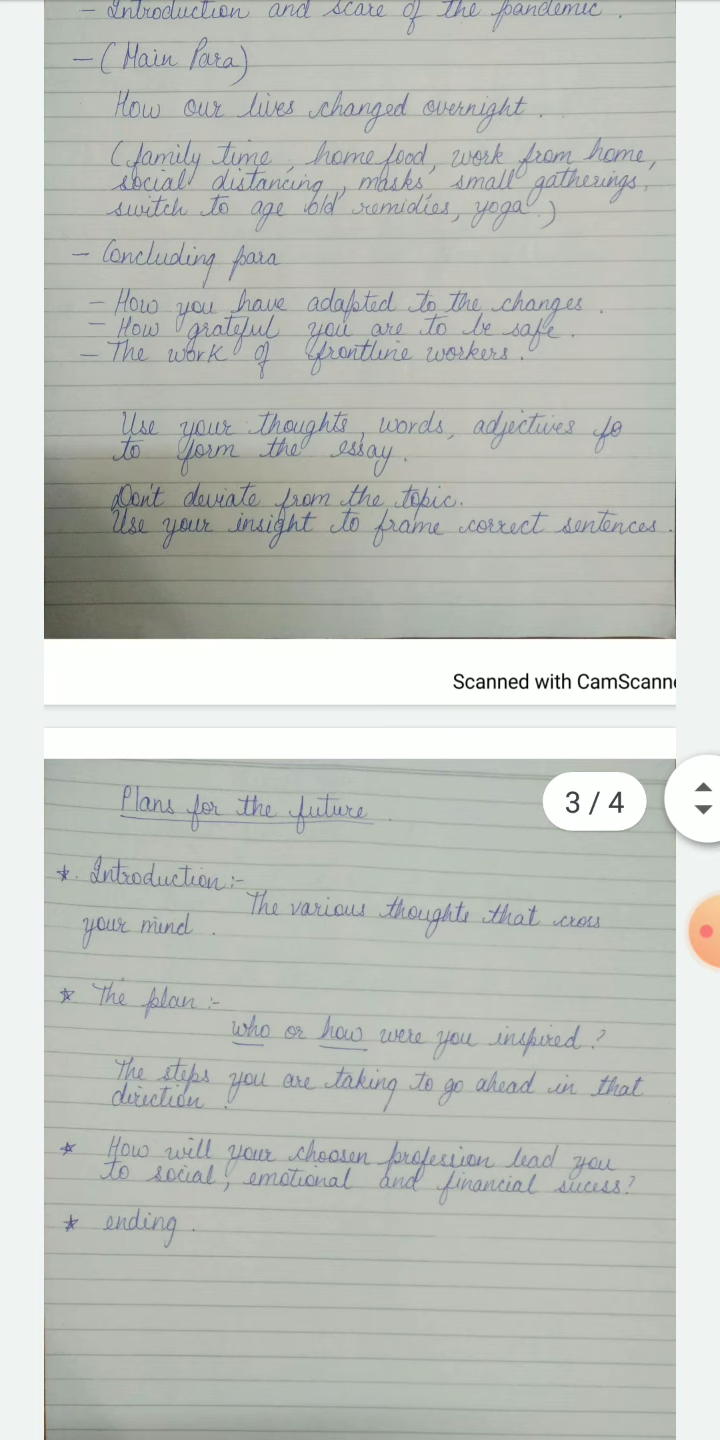 - Introduction and scare of the pandemic .
- ( Main Para )
How our lives changed overnight .
( family time , home food , work from home ,
social distancing , masks small gatherings ,
switch to age old remidies , yoga . )
- Concluding para
- How you have adapted to the changes .
- How grateful you are to be safe .
- The work of frontline workers .
Use your thoughts , words , adjectives fo
to form the essay .
Don't deviate from the topic .
Use your insight to frame correct sentences .
Scanned with CamScanne
Plans for the future .
3 / 4
* . Introduction :-
The various thoughts that cross
your mind .
* The plan :-
who or how were you inspired ?
The steps you are taking to go ahead in that
direction .
* How will your choosen profession lead you
to social , emotional and financial sucess ?
* ending .